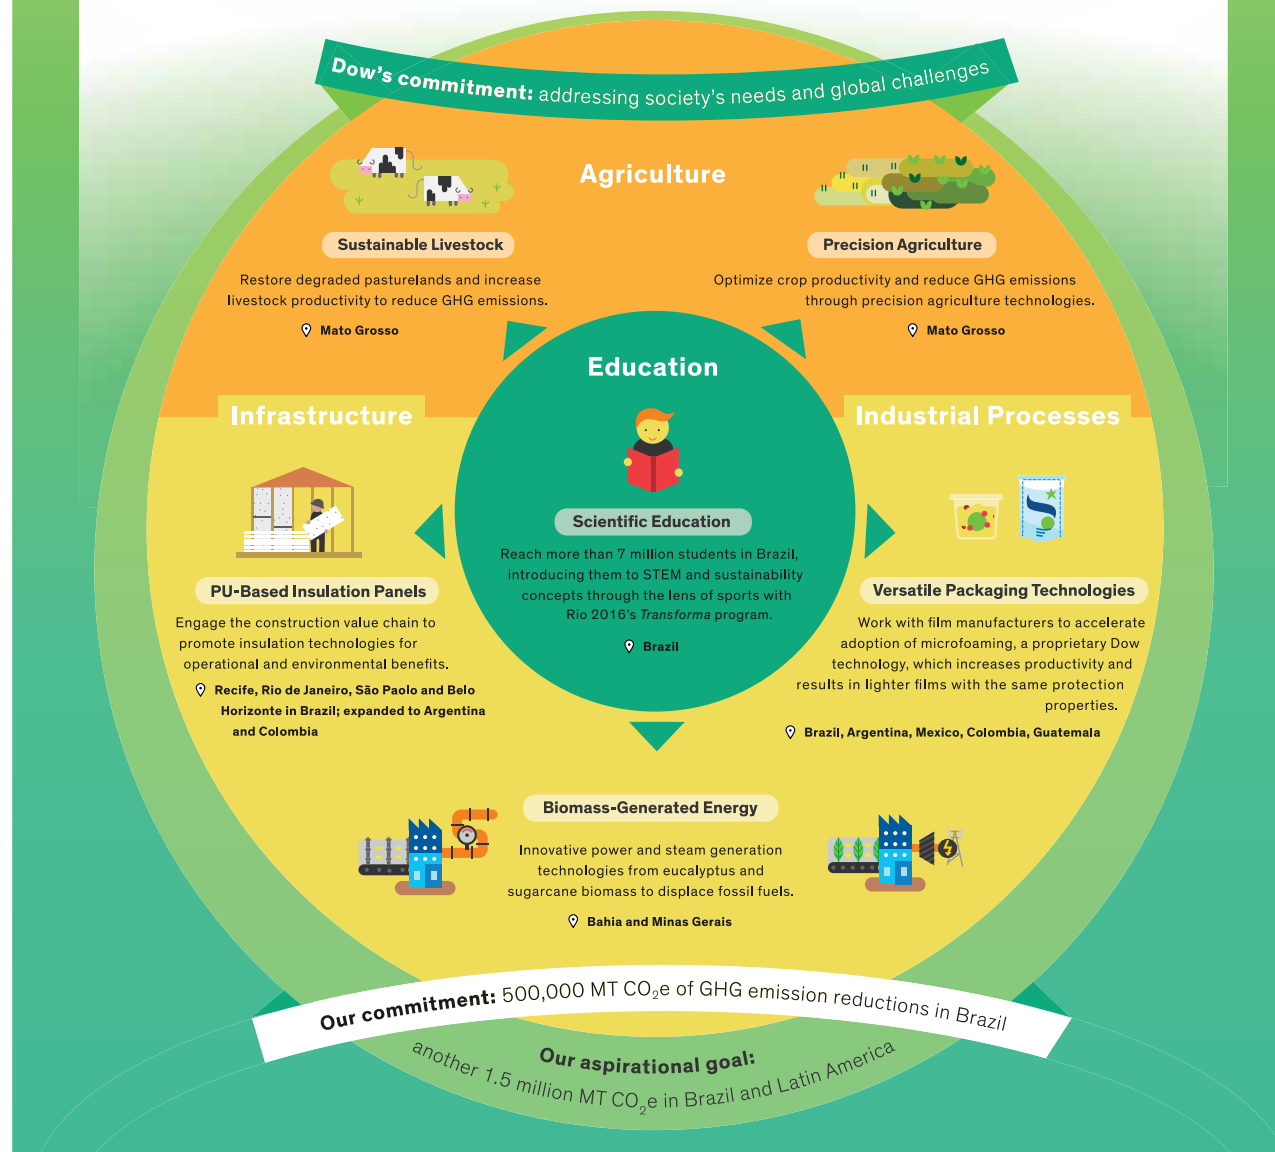 Dow's commitment: addressing society's needs and global challenges
Agriculture
Sustainable Livestock
Restore degraded pasturelands and increase
livestock productivity to reduce GHG emissions.
Mato Grosso
Precision Agriculture
Optimize crop productivity and reduce GHG emissions
through precision agriculture technologies.
Mato Grosso
Education
Scientific Education
Reach more than 7 million students in Brazil,
introducing them to STEM and sustainability
concepts through the lens of sports with
Rio 2016's Transforma program.
Brazil
Infrastructure
PU-Based Insulation Panels
Engage the construction value chain to
promote insulation technologies for
operational and environmental benefits.
Recife, Rio de Janeiro, São Paolo and Belo
Horizonte in Brazil; expanded to Argentina
and Colombia
Industrial Processes
Versatile Packaging Technologies
Work with film manufacturers to accelerate
adoption of microfoaming, a proprietary Dow
technology, which increases productivity and
results in lighter films with the same protection
properties.
Brazil, Argentina, Mexico, Colombia, Guatemala
Biomass-Generated Energy
Innovative power and steam generation
technologies from eucalyptus and
sugarcane biomass to displace fossil fuels.
Bahia and Minas Gerais
Our commitment: 500,000 MT CO₂e of GHG emission reductions in Brazil
Our aspirational goal:
another 1.5 million MT CO₂e in Brazil and Latin America